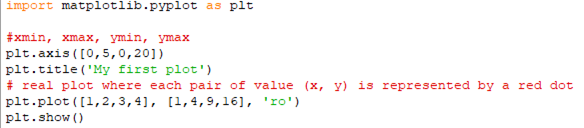 import matplotlib.pyplot as plt
#xmin, xmax, ymin, ymax
plt.axis([0,5,0,20])
plt.title('My first plot')
# real plot where each pair of value (x, y) is represented by a red dot
plt.plot([1,2,3,4], [1,4,9,16], 'ro')
plt.show()